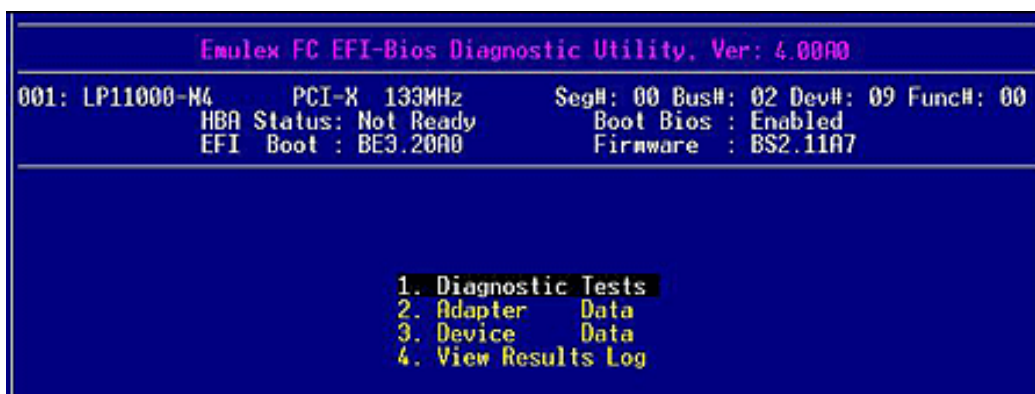 Emulex FC EFI-Bios Diagnostic Utility, Ver: 4.00A0
001: LP11000-M4 PCI-X 133MHz Seg#: 00 Bus#: 02 Dev#: 09 Func#: 00
HBA Status: Not Ready Boot Bios : Enabled
EFI Boot : BE3.20A0 Firmware : BS2.11A7
1. Diagnostic Tests
2. Adapter Data
3. Device Data
4. View Results Log